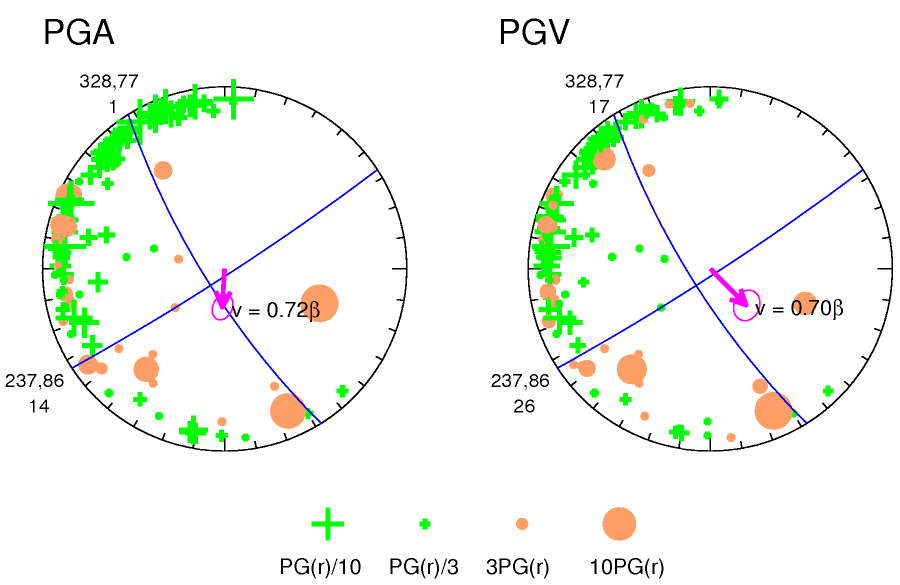 PGA PGV
328,77 328,77
1 17
v = 0.72β v = 0.70β
237,86 237,86
14 26
PG(r)/10 PG(r)/3 3PG(r) 10PG(r)